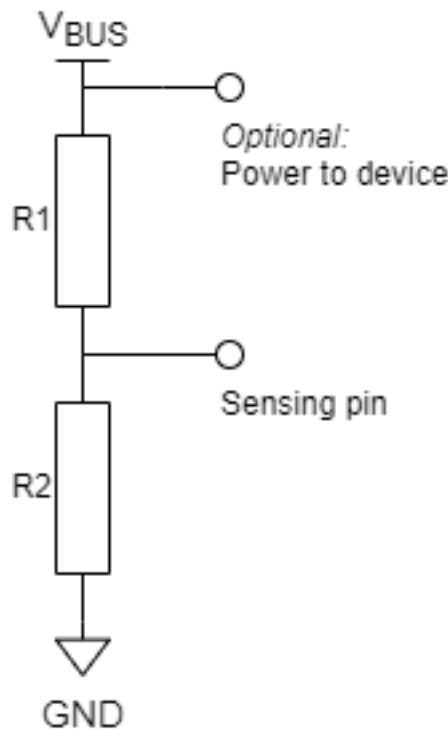 VBUS
Optional:
Power to device
R1
Sensing pin
R2
GND